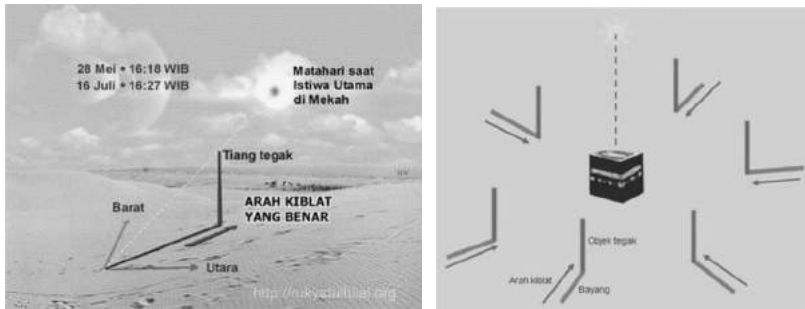 28 Mei • 16:18 WIB
16 Juli • 16:27 WIB
Matahari saat
Istiwa Utama
di Mekah
Tiang tegak
ARAH KIBLAT
YANG BENAR
Barat
Utara
http://rukyatulhilal.org
Objek tegak
Arah kiblat
Bayang